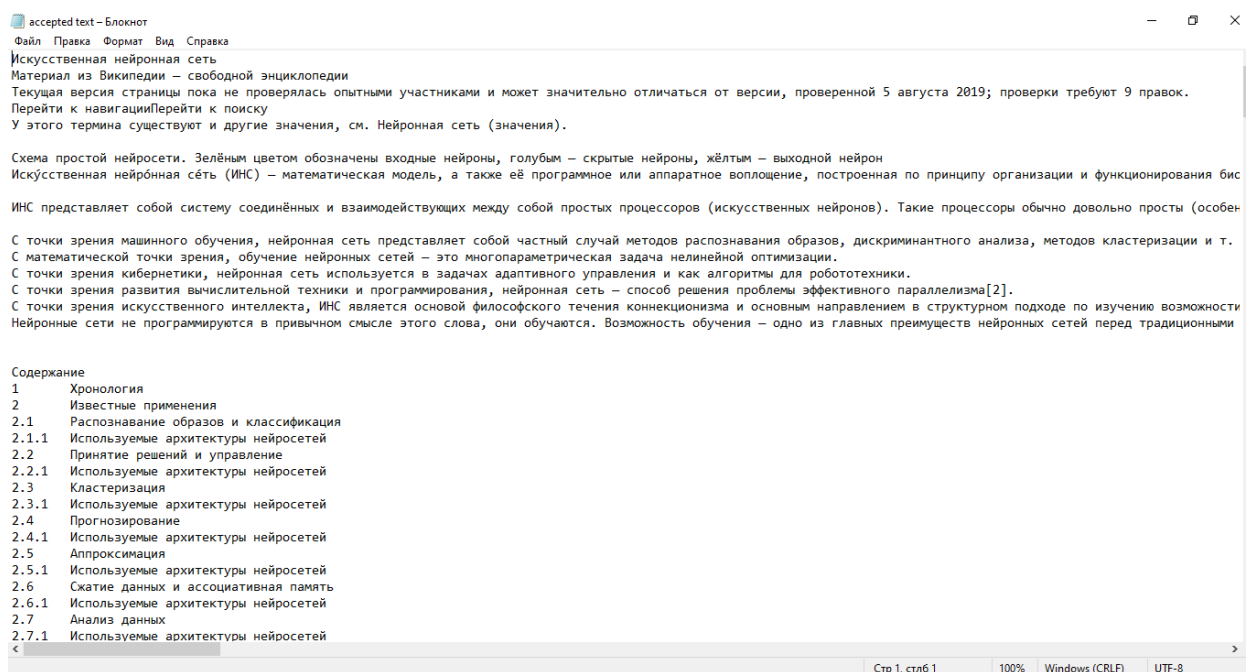 accepted text – Блокнот
Файл Правка Формат Вид Справка
Искусственная нейронная сеть
Материал из Википедии — свободной энциклопедии
Текущая версия страницы пока не проверялась опытными участниками и может значительно отличаться от версии, проверенной 5 августа 2019; проверки требуют 9 правок.
Перейти к навигацииПерейти к поиску
У этого термина существуют и другие значения, см. Нейронная сеть (значения).
Схема простой нейросети. Зелёным цветом обозначены входные нейроны, голубым — скрытые нейроны, жёлтым — выходной нейрон
Иску́сственная нейро́нная се́ть (ИНС) — математическая модель, а также её программное или аппаратное воплощение, построенная по принципу организации и функционирования бис
ИНС представляет собой систему соединённых и взаимодействующих между собой простых процессоров (искусственных нейронов). Такие процессоры обычно довольно просты (особен
С точки зрения машинного обучения, нейронная сеть представляет собой частный случай методов распознавания образов, дискриминантного анализа, методов кластеризации и т.
С математической точки зрения, обучение нейронных сетей — это многопараметрическая задача нелинейной оптимизации.
С точки зрения кибернетики, нейронная сеть используется в задачах адаптивного управления и как алгоритмы для робототехники.
С точки зрения развития вычислительной техники и программирования, нейронная сеть — способ решения проблемы эффективного параллелизма[2].
С точки зрения искусственного интеллекта, ИНС является основой философского течения коннекционизма и основным направлением в структурном подходе по изучению возможности
Нейронные сети не программируются в привычном смысле этого слова, они обучаются. Возможность обучения — одно из главных преимуществ нейронных сетей перед традиционными
Содержание
1 Хронология
2 Известные применения
2.1 Распознавание образов и классификация
2.1.1 Используемые архитектуры нейросетей
2.2 Принятие решений и управление
2.2.1 Используемые архитектуры нейросетей
2.3 Кластеризация
2.3.1 Используемые архитектуры нейросетей
2.4 Прогнозирование
2.4.1 Используемые архитектуры нейросетей
2.5 Аппроксимация
2.5.1 Используемые архитектуры нейросетей
2.6 Сжатие данных и ассоциативная память
2.6.1 Используемые архитектуры нейросетей
2.7 Анализ данных
2.7.1 Используемые архитектуры нейросетей
Стр 1, стлб 1 100% Windows (CRLF) UTF-8